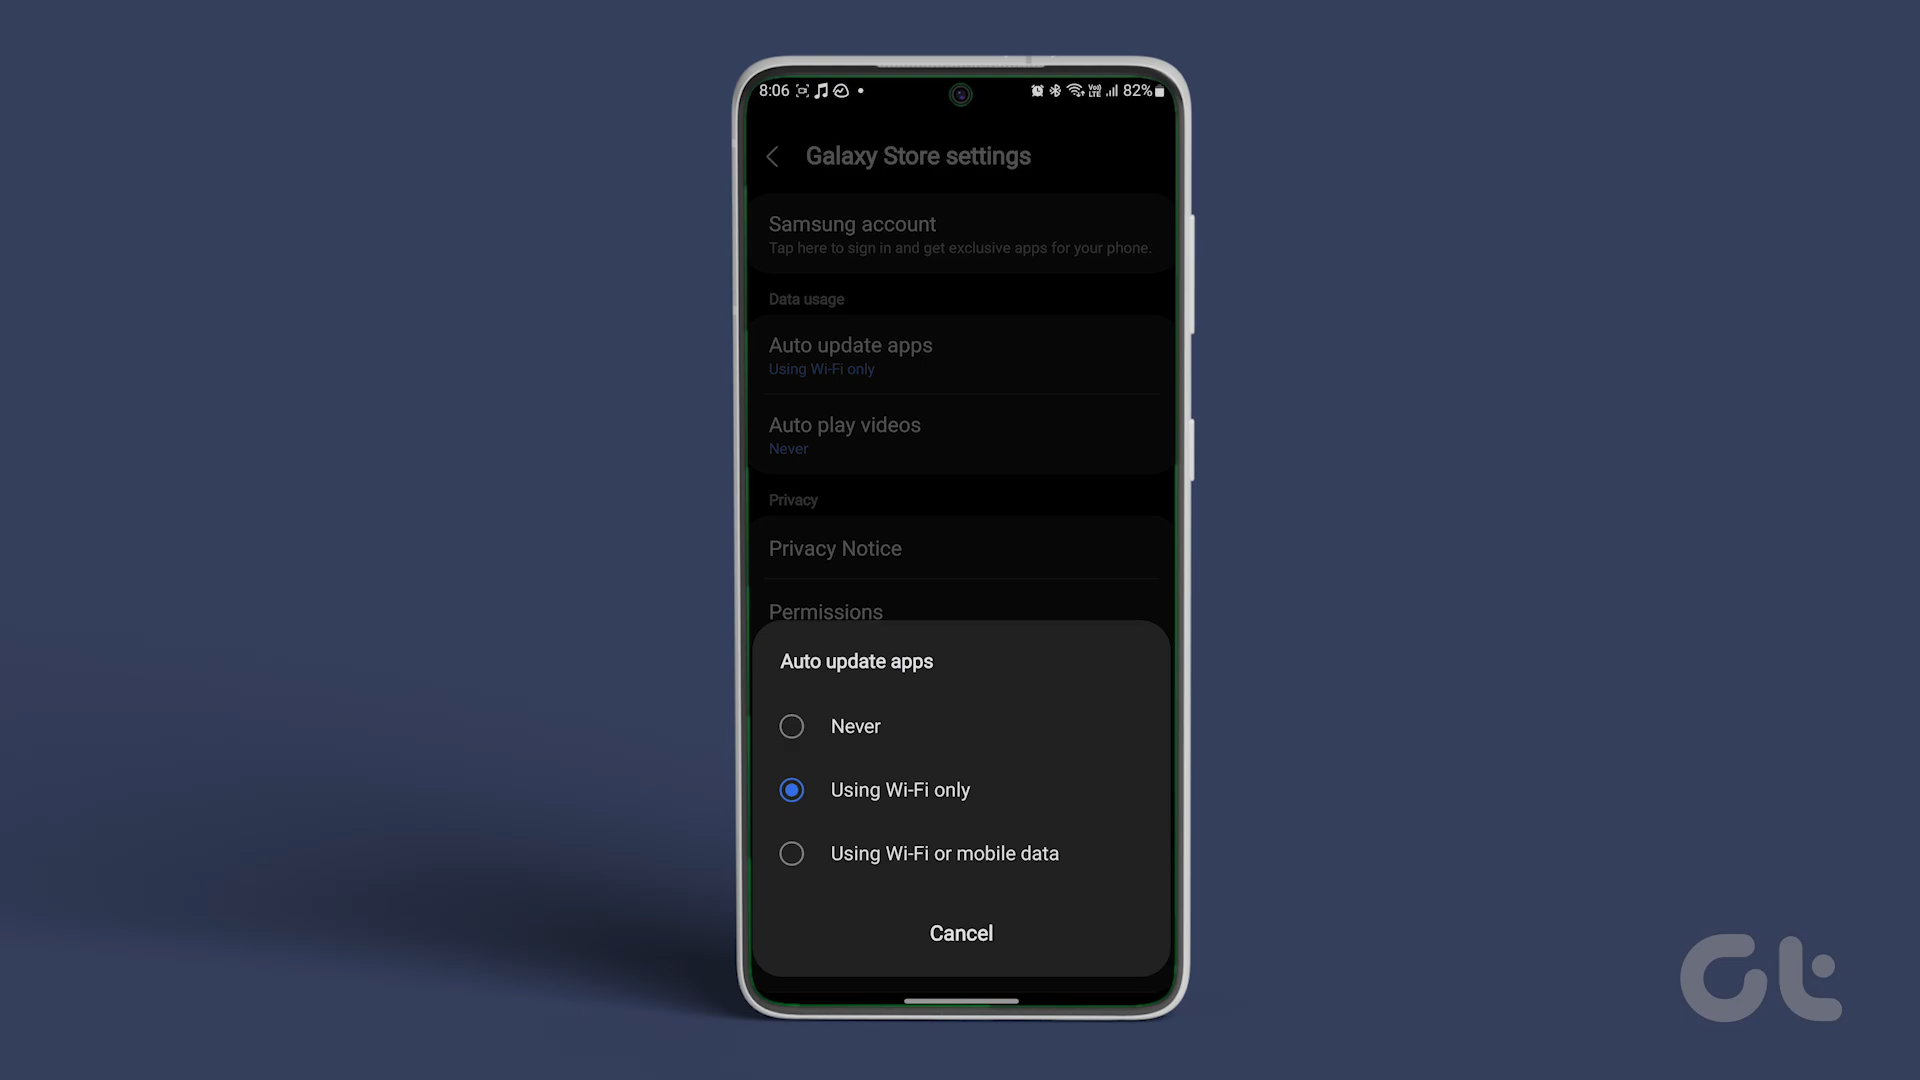 8:06 82%
Galaxy Store settings
Samsung account
Tap here to sign in and get exclusive apps for your phone.
Data usage
Auto update apps
Using Wi-Fi only
Auto play videos
Never
Privacy
Privacy Notice
Permissions
Auto update apps
Never
Using Wi-Fi only
Using Wi-Fi or mobile data
Cancel
Gt